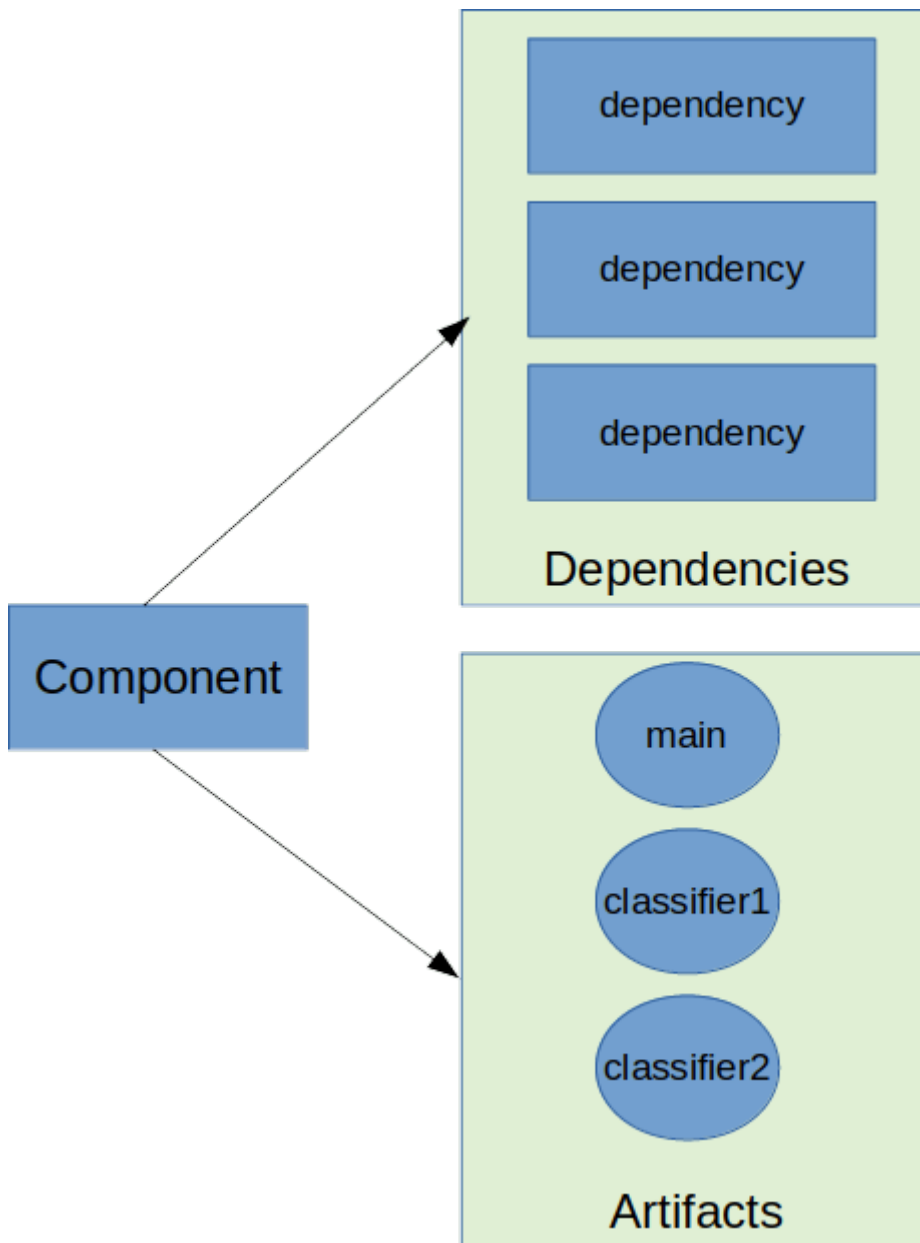 dependency
dependency
dependency
Dependencies
Component
main
classifier1
classifier2
Artifacts